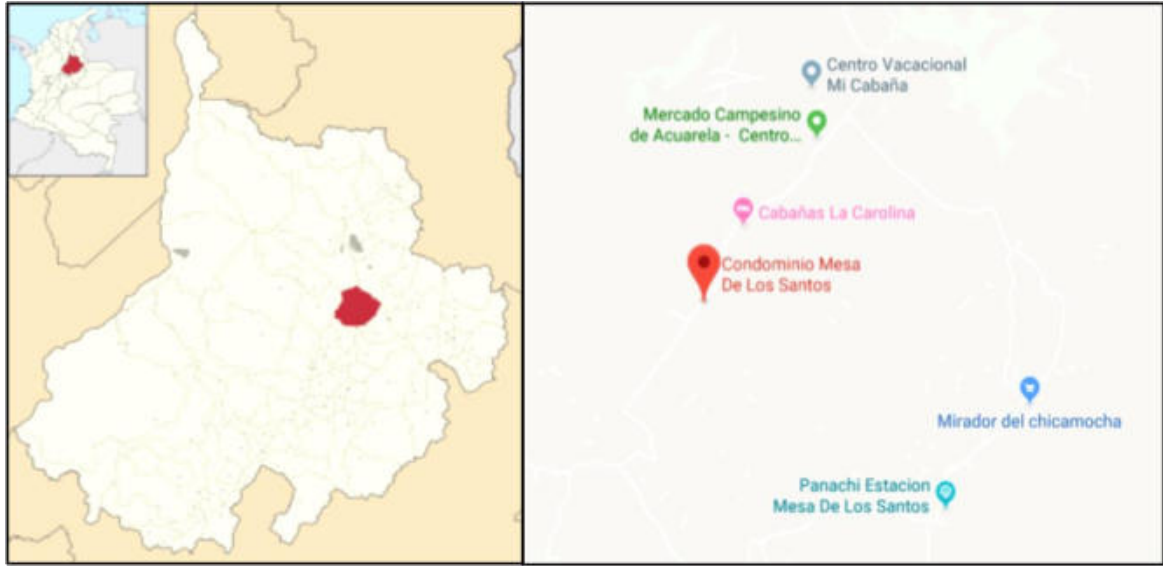 Centro Vacacional
Mi Cabaña
Mercado Campesino
de Acuarela - Centro...
Cabañas La Carolina
Condominio Mesa
De Los Santos
Mirador del chicamocha
Panachi Estacion
Mesa De Los Santos